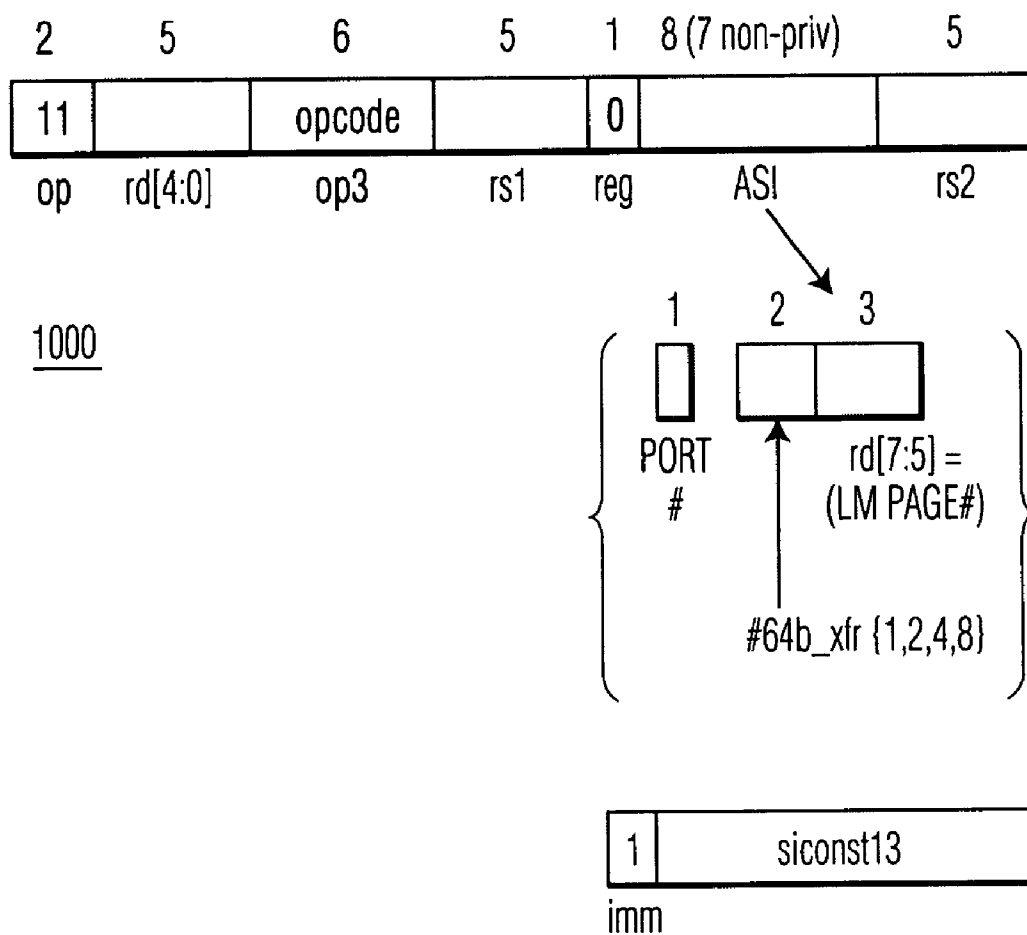 2 5 6 5 1 8 (7 non-priv) 5
11 opcode 0
op rd[4:0] op3 rs1 reg ASI rs2
1000
1 2 3
PORT # rd[7:5] = (LM PAGE#)
#64b_xfr {1,2,4,8}
1 siconst13
imm